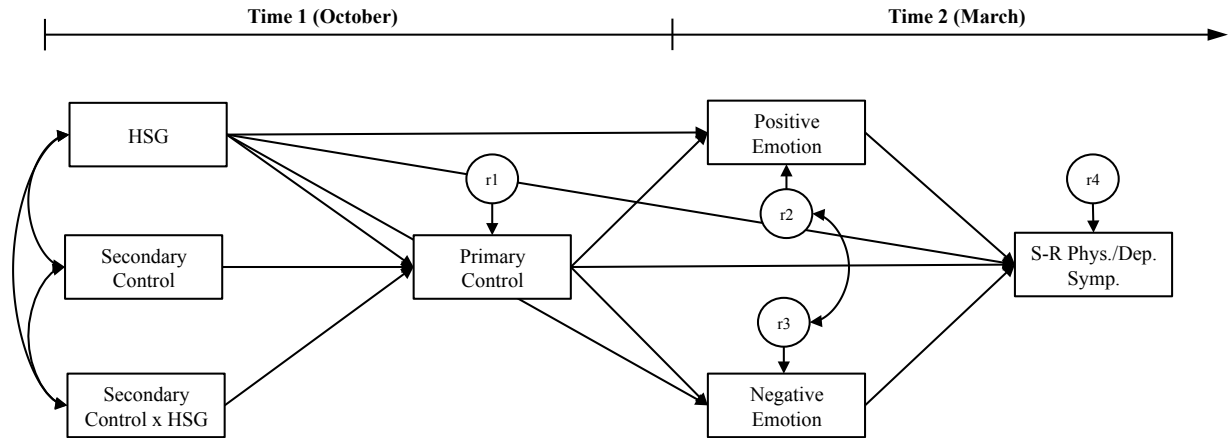 Time 1 (October)
Time 2 (March)
HSG
Positive
Emotion
r1
r4
r2
Secondary
Control
Primary
Control
S-R Phys./Dep.
Symp.
r3
Secondary
Control x HSG
Negative
Emotion